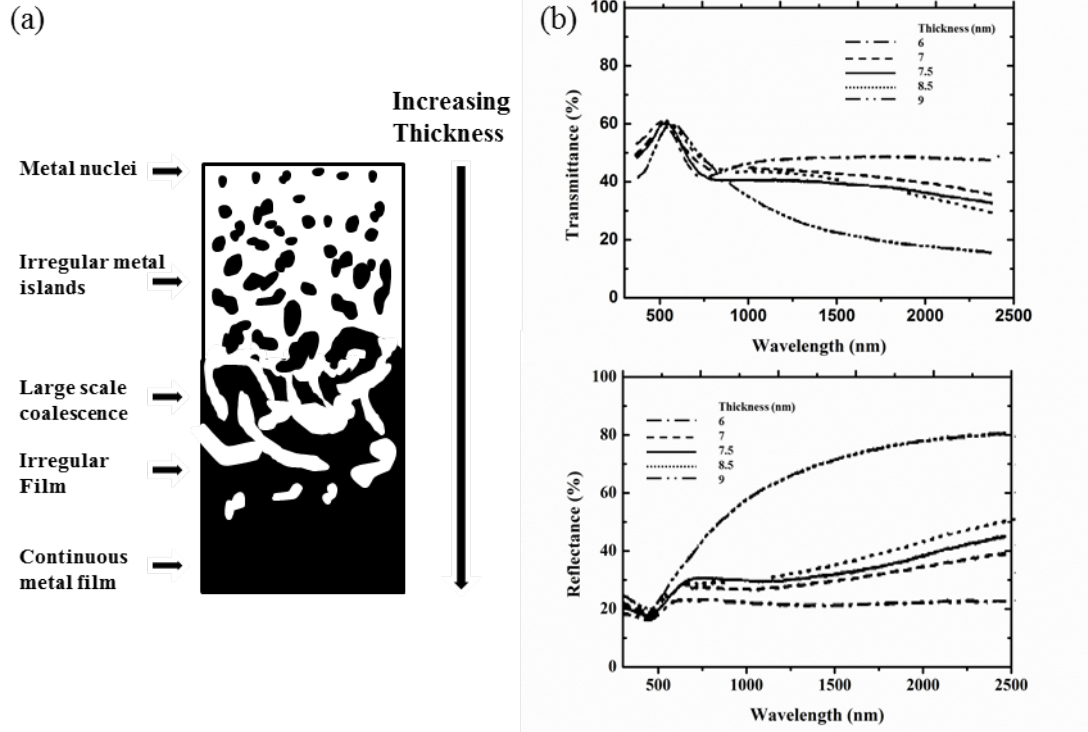 (a)
Increasing
Thickness
Metal nuclei
Irregular metal
islands
Large scale
coalescence
Irregular
Film
Continuous
metal film
(b)
100
80
60
40
20
0
Transmittance (%)
Thickness (nm)
6
7
7.5
8.5
9
500
1000
1500
2000
2500
Wavelength (nm)
100
80
60
40
20
0
Reflectance (%)
Thickness (nm)
6
7
7.5
8.5
9
500
1000
1500
2000
2500
Wavelength (nm)